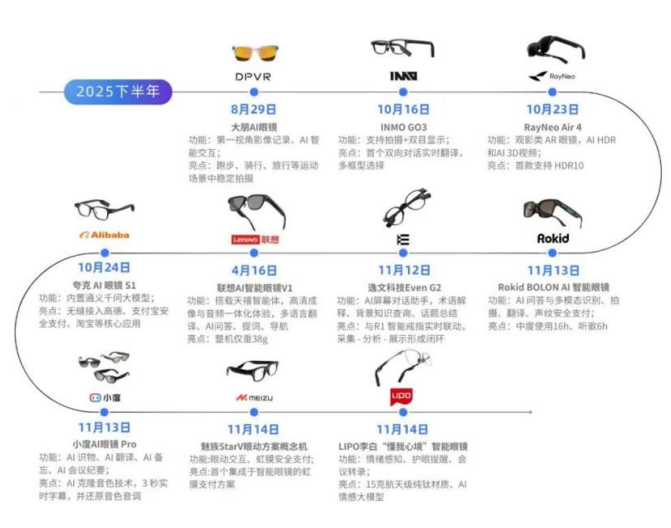 2025下半年
DPVR
8月29日
大朋AI眼镜
功能：第一视角影像记录、AI 智
能交互；
亮点：跑步、骑行、旅行等运动
场景中稳定拍摄
INMO
10月16日
INMO GO3
功能：支持拍摄+双目显示；
亮点：首个双向对话实时翻译，
多框型选择
RayNeo
10月23日
RayNeo Air 4
功能：观影类 AR 眼镜，AI HDR
和AI 3D视频；
亮点：首款支持 HDR10
Alibaba
10月24日
夸克 AI 眼镜 S1
功能：内置通义千问大模型；
亮点：无缝接入高德、支付宝安
全支付、淘宝等核心应用
Lenovo 联想
4月16日
联想AI智能眼镜V1
功能：搭载天禧智能体，高清成
像与音频一体化体验，多语言翻
译、AI问答、提词、导航
亮点：整机仅重38g
11月12日
逸文科技Even G2
功能：AI屏幕对话助手，术语解
释、背景知识查询、话题总结
亮点：与R1 智能戒指实时联动，
采集 - 分析 - 展示形成闭环
Rokid
11月13日
Rokid BOLON AI 智能眼镜
功能：AI 问答与多模态识别、拍
摄、翻译、声纹安全支付；
亮点：中度使用16h，听歌6h
小度
11月13日
小度AI眼镜 Pro
功能：AI 识物、AI 翻译、AI 备
忘、AI 会议纪要；
亮点：AI 克隆音色技术，3 秒实
时字幕，并还原音色音调
MEIZU
11月14日
魅族StarV眼动方案概念机
功能:眼动交互、虹膜安全支付;
亮点:首个集成于智能眼镜的虹
膜支付方案
LIPO
11月14日
LIPO李白“懂我心境”智能眼镜
功能：情绪感知、护眼提醒、会
议转录；
亮点：15克航天级纯钛材质、AI
情感大模型